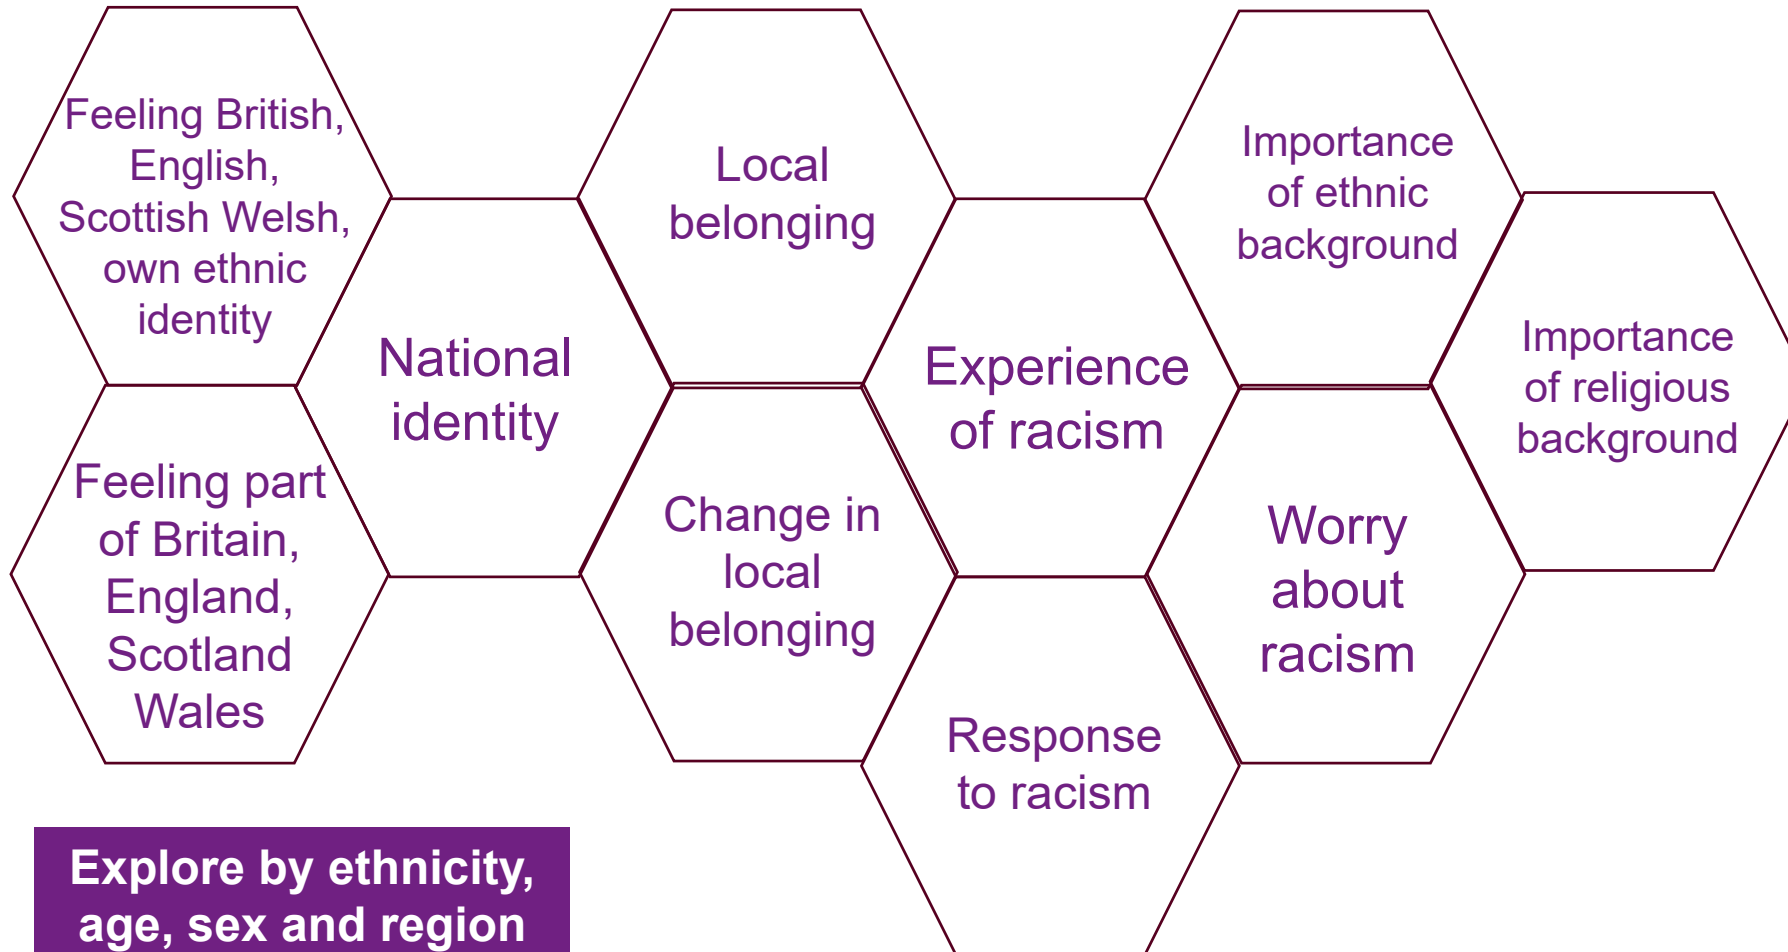 Feeling British,
English,
Scottish Welsh,
own ethnic
identity
Local
belonging
Importance
of ethnic
background
National
identity
Experience
of racism
Importance
of religious
background
Feeling part
of Britain,
England,
Scotland
Wales
Change in
local
belonging
Worry
about
racism
Response
to racism
Explore by ethnicity,
age, sex and region